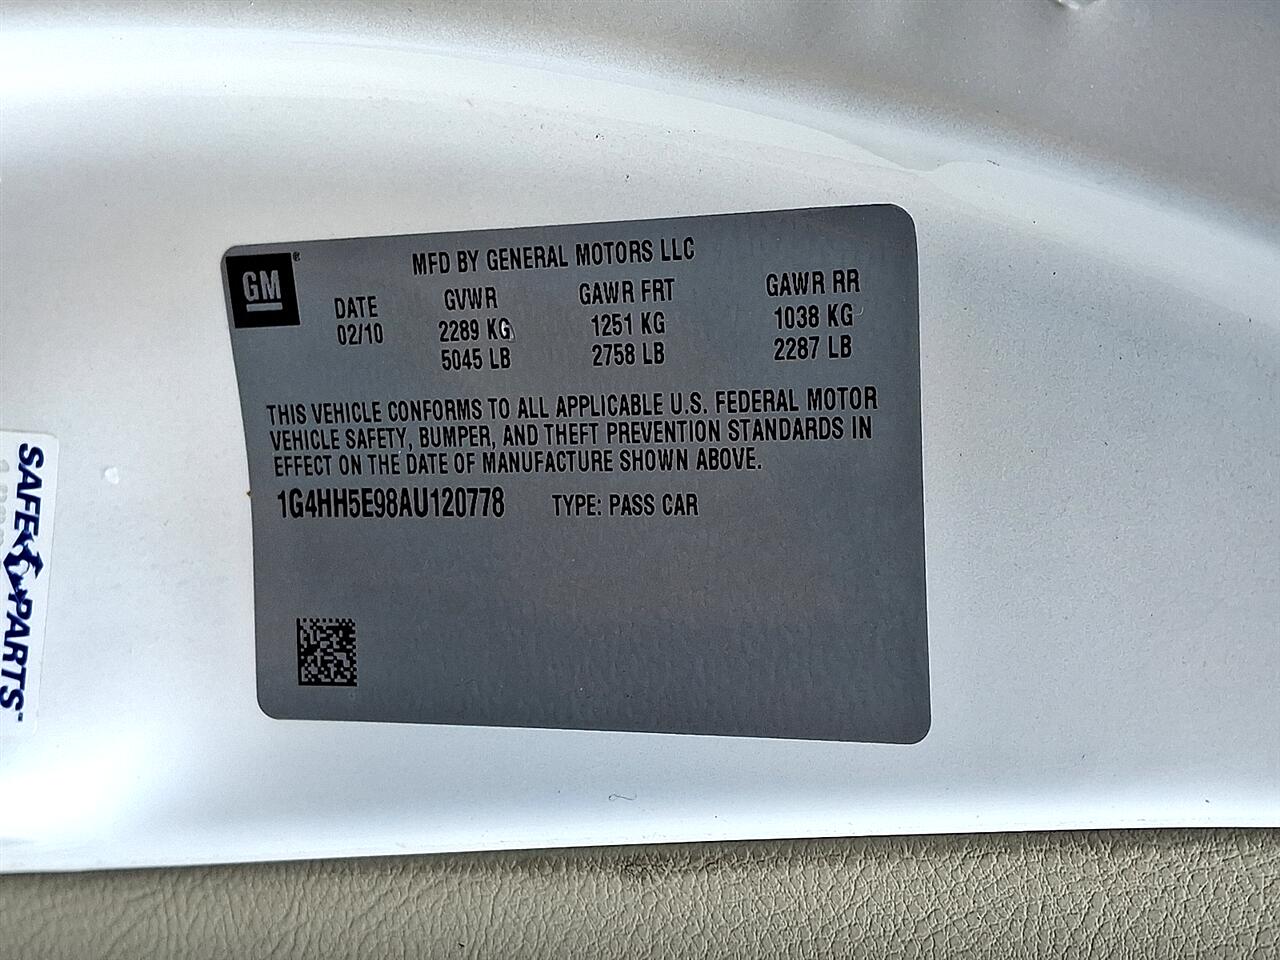 MFD BY GENERAL MOTORS LLC
GM®
DATE GVWR GAWR FRT GAWR RR
02/10 2289 KG 1251 KG 1038 KG
5045 LB 2758 LB 2287 LB
THIS VEHICLE CONFORMS TO ALL APPLICABLE U.S. FEDERAL MOTOR
VEHICLE SAFETY, BUMPER, AND THEFT PREVENTION STANDARDS IN
EFFECT ON THE DATE OF MANUFACTURE SHOWN ABOVE.
1G4HH5E98AU120778 TYPE: PASS CAR
SAFE PARTS™